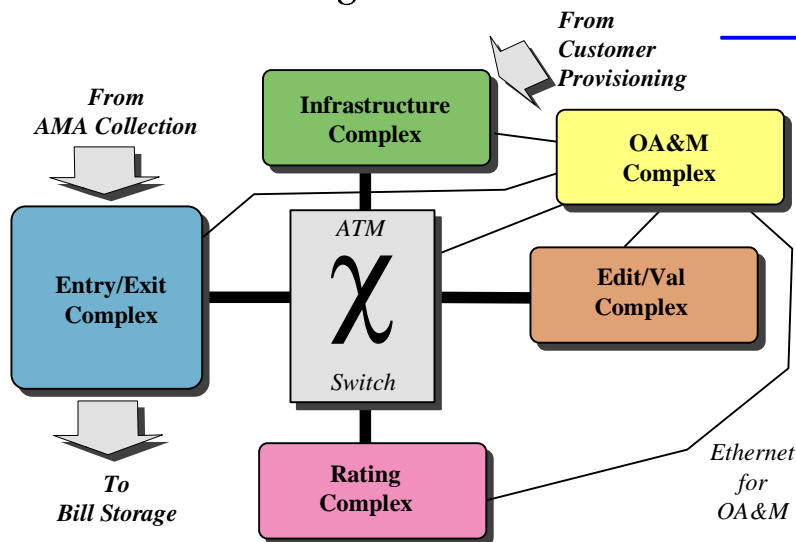 From
Customer
Provisioning
From
AMA Collection
Infrastructure
Complex
OA&M
Complex
ATM
χ
Switch
Entry/Exit
Complex
Edit/Val
Complex
Rating
Complex
To
Bill Storage
Ethernet
for
OA&M